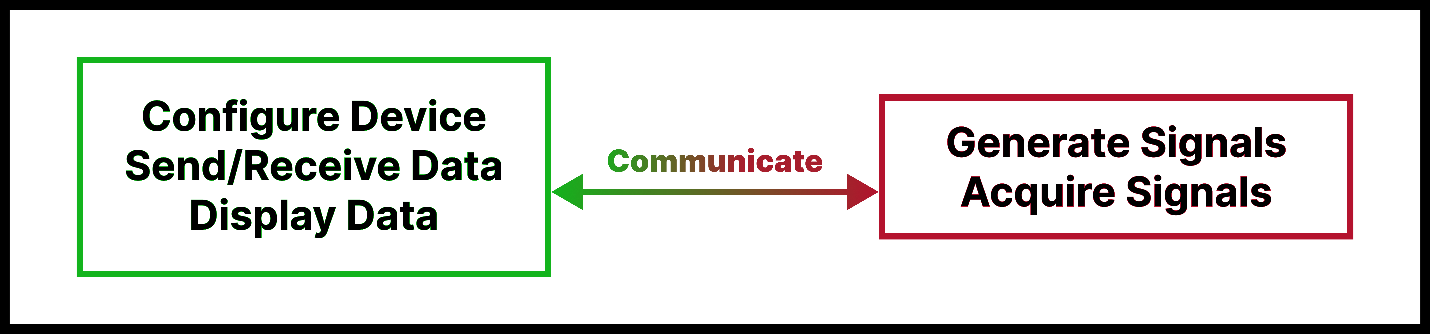 Configure Device
Send/Receive Data
Display Data
Communicate
Generate Signals
Acquire Signals